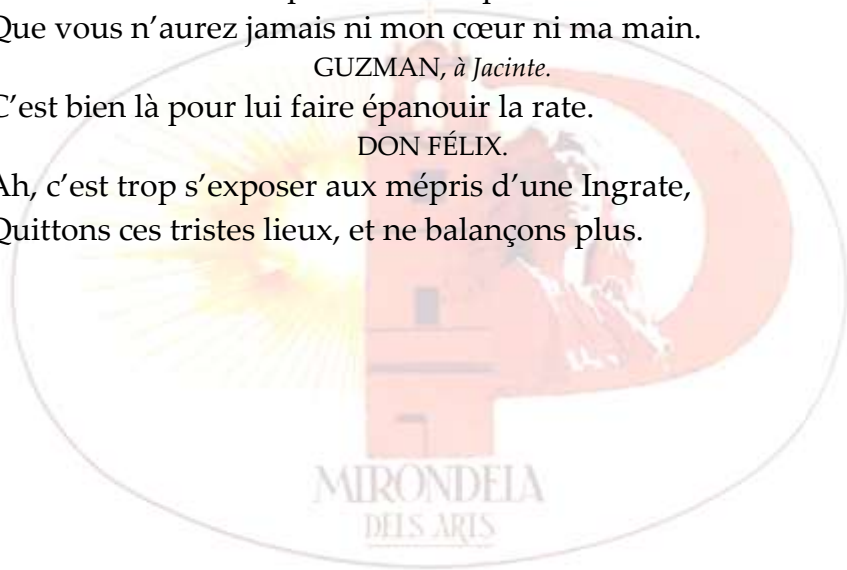 Que vous n’aurez jamais ni mon cœur ni ma main.
GUZMAN, à Jacinte.
C’est bien là pour lui faire épanouir la rate.
DON FÉLIX.
Ah, c’est trop s’exposer aux mépris d’une Ingrate,
Quittons ces tristes lieux, et ne balançons plus.
MIRONDELA
DELS ARTS